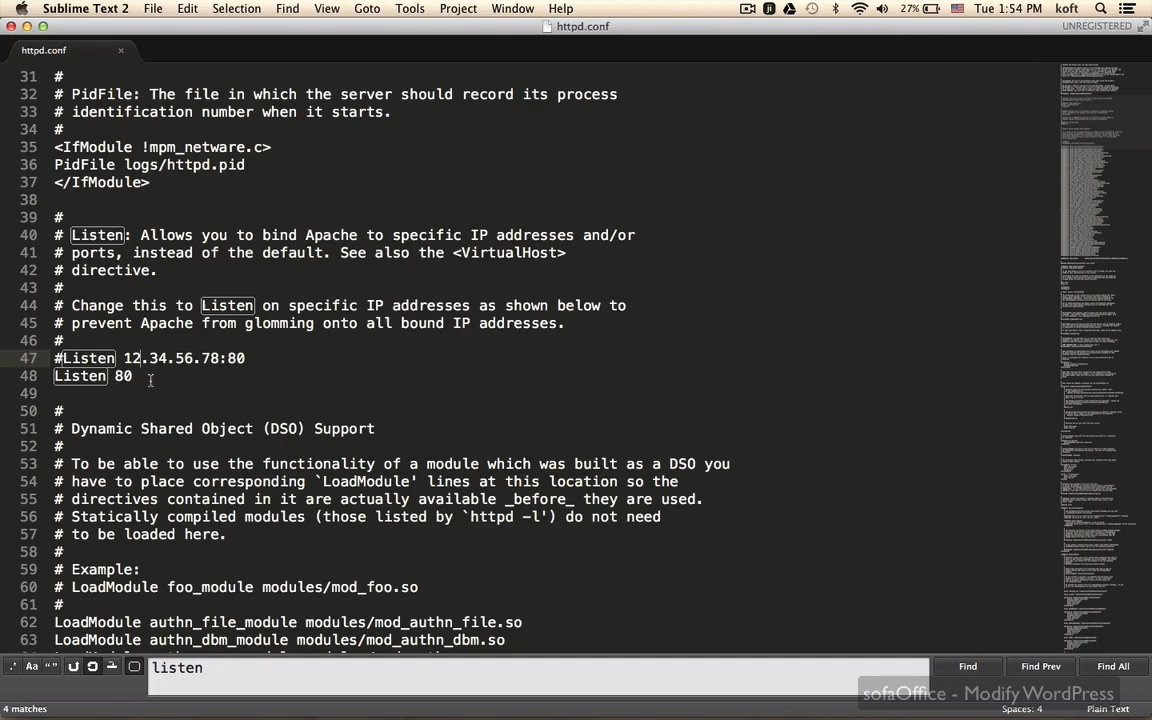 Sublime Text 2 File Edit Selection Find View Goto Tools Project Window Help 27% Tue 1:54 PM koft
httpd.conf UNREGISTERED
httpd.conf ×
31 #
32 # PidFile: The file in which the server should record its process
33 # identification number when it starts.
34 #
35 <IfModule !mpm_netware.c>
36 PidFile logs/httpd.pid
37 </IfModule>
38
39 #
40 # Listen: Allows you to bind Apache to specific IP addresses and/or
41 # ports, instead of the default. See also the <VirtualHost>
42 # directive.
43 #
44 # Change this to Listen on specific IP addresses as shown below to
45 # prevent Apache from glomming onto all bound IP addresses.
46 #
47 #Listen 12.34.56.78:80
48 Listen 80
49
50 #
51 # Dynamic Shared Object (DSO) Support
52 #
53 # To be able to use the functionality of a module which was built as a DSO you
54 # have to place corresponding `LoadModule' lines at this location so the
55 # directives contained in it are actually available _before_ they are used.
56 # Statically compiled modules (those listed by `httpd -l') do not need
57 # to be loaded here.
58 #
59 # Example:
60 # LoadModule foo_module modules/mod_foo.so
61 #
62 LoadModule authn_file_module modules/mod_authn_file.so
63 LoadModule authn_dbm_module modules/mod_authn_dbm.so
.* Aa “” listen Find Find Prev Find All
sofaOffice - Modify WordPress
4 matches Spaces: 4 Plain Text